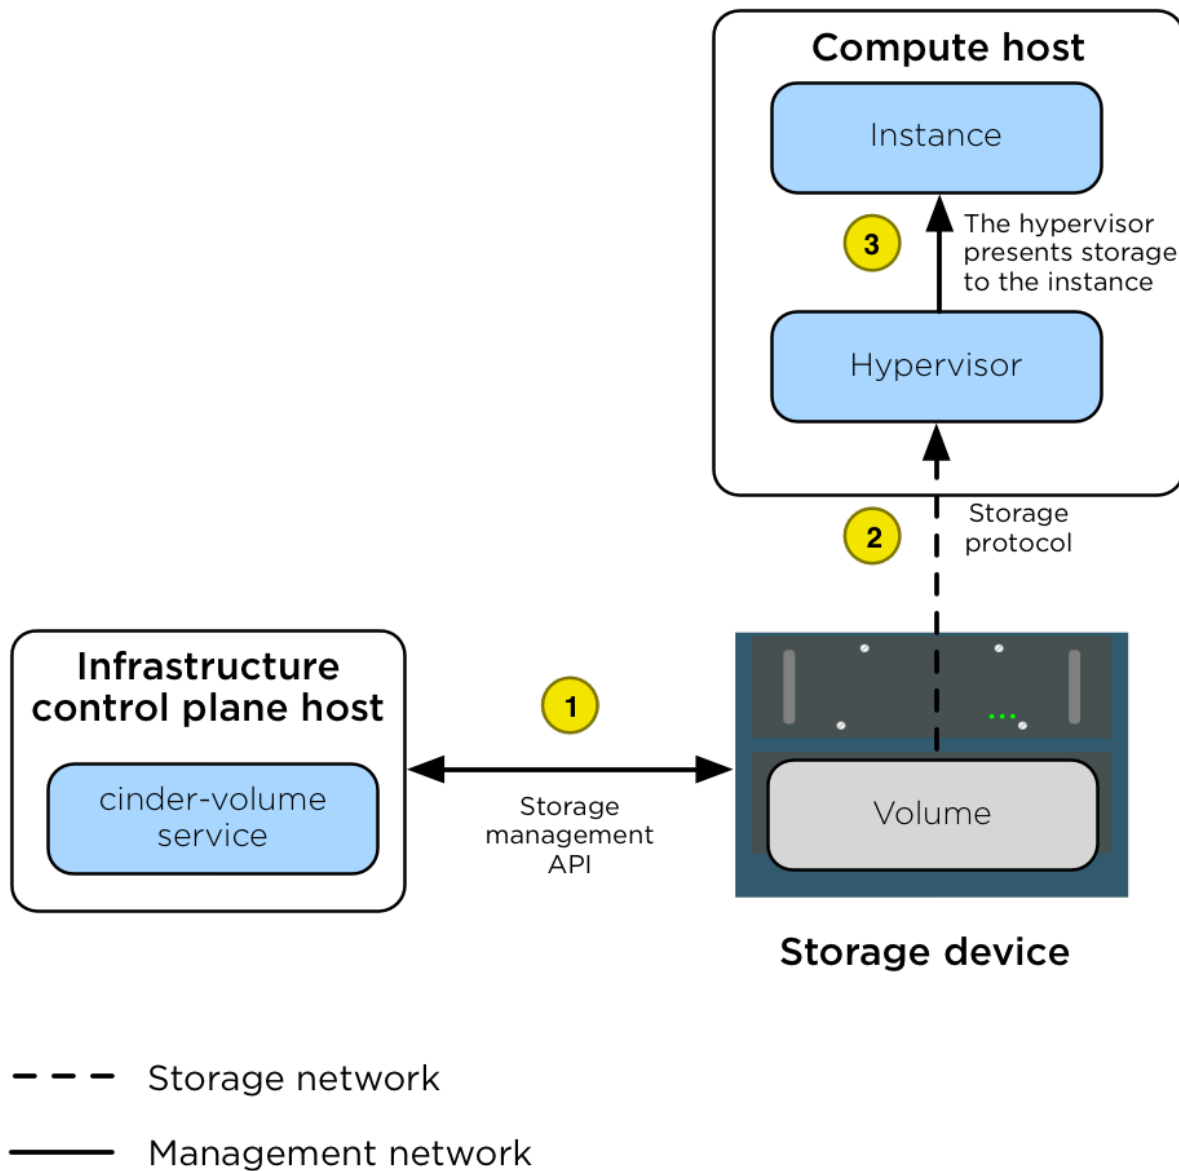 Compute host
Instance
3
The hypervisor
presents storage
to the instance
Hypervisor
2
Storage
protocol
Infrastructure
control plane host
cinder-volume
service
1
Storage
management
API
Volume
Storage device
Storage network
Management network